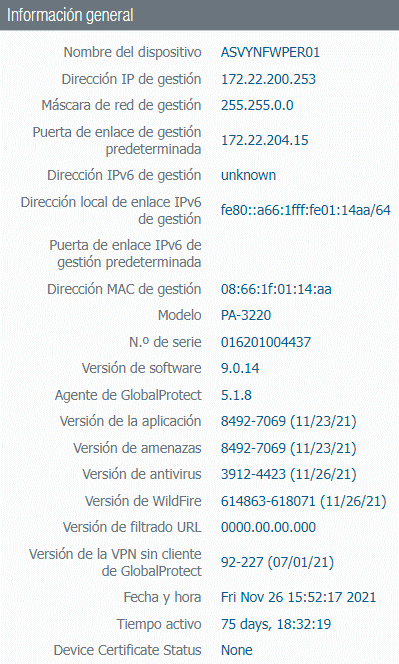 Información general
Nombre del dispositivo ASVYNFWPER01
Dirección IP de gestión 172.22.200.253
Máscara de red de gestión 255.255.0.0
Puerta de enlace de gestión
predeterminada 172.22.204.15
Dirección IPv6 de gestión unknown
Dirección local de enlace IPv6
de gestión fe80::a66:1fff:fe01:14aa/64
Puerta de enlace IPv6 de
gestión predeterminada
Dirección MAC de gestión 08:66:1f:01:14:aa
Modelo PA-3220
N.º de serie 016201004437
Versión de software 9.0.14
Agente de GlobalProtect 5.1.8
Versión de la aplicación 8492-7069 (11/23/21)
Versión de amenazas 8492-7069 (11/23/21)
Versión de antivirus 3912-4423 (11/26/21)
Versión de WildFire 614863-618071 (11/26/21)
Versión de filtrado URL 0000.00.00.000
Versión de la VPN sin cliente
de GlobalProtect 92-227 (07/01/21)
Fecha y hora Fri Nov 26 15:52:17 2021
Tiempo activo 75 days, 18:32:19
Device Certificate Status None